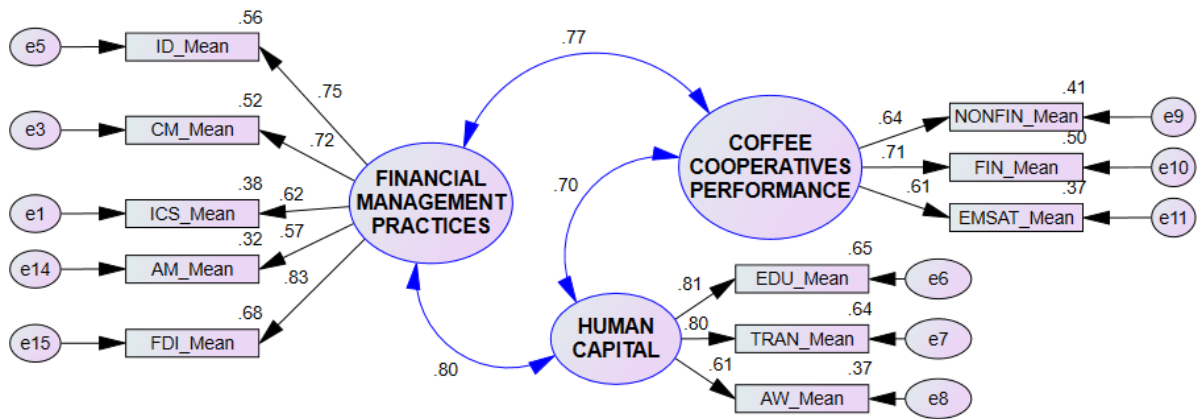 .56
e5
ID_Mean
.75
.52
e3
CM_Mean
.72
.38
e1
ICS_Mean
.62
.32
e14
AM_Mean
.57
.68
e15
FDI_Mean
.83
FINANCIAL
MANAGEMENT
PRACTICES
.77
.70
.80
COFFEE
COOPERATIVES
PERFORMANCE
.41
.64
NONFIN_Mean
e9
.50
.71
FIN_Mean
e10
.37
.61
EMSAT_Mean
e11
HUMAN
CAPITAL
.65
.81
EDU_Mean
e6
.64
.80
TRAN_Mean
e7
.37
.61
AW_Mean
e8